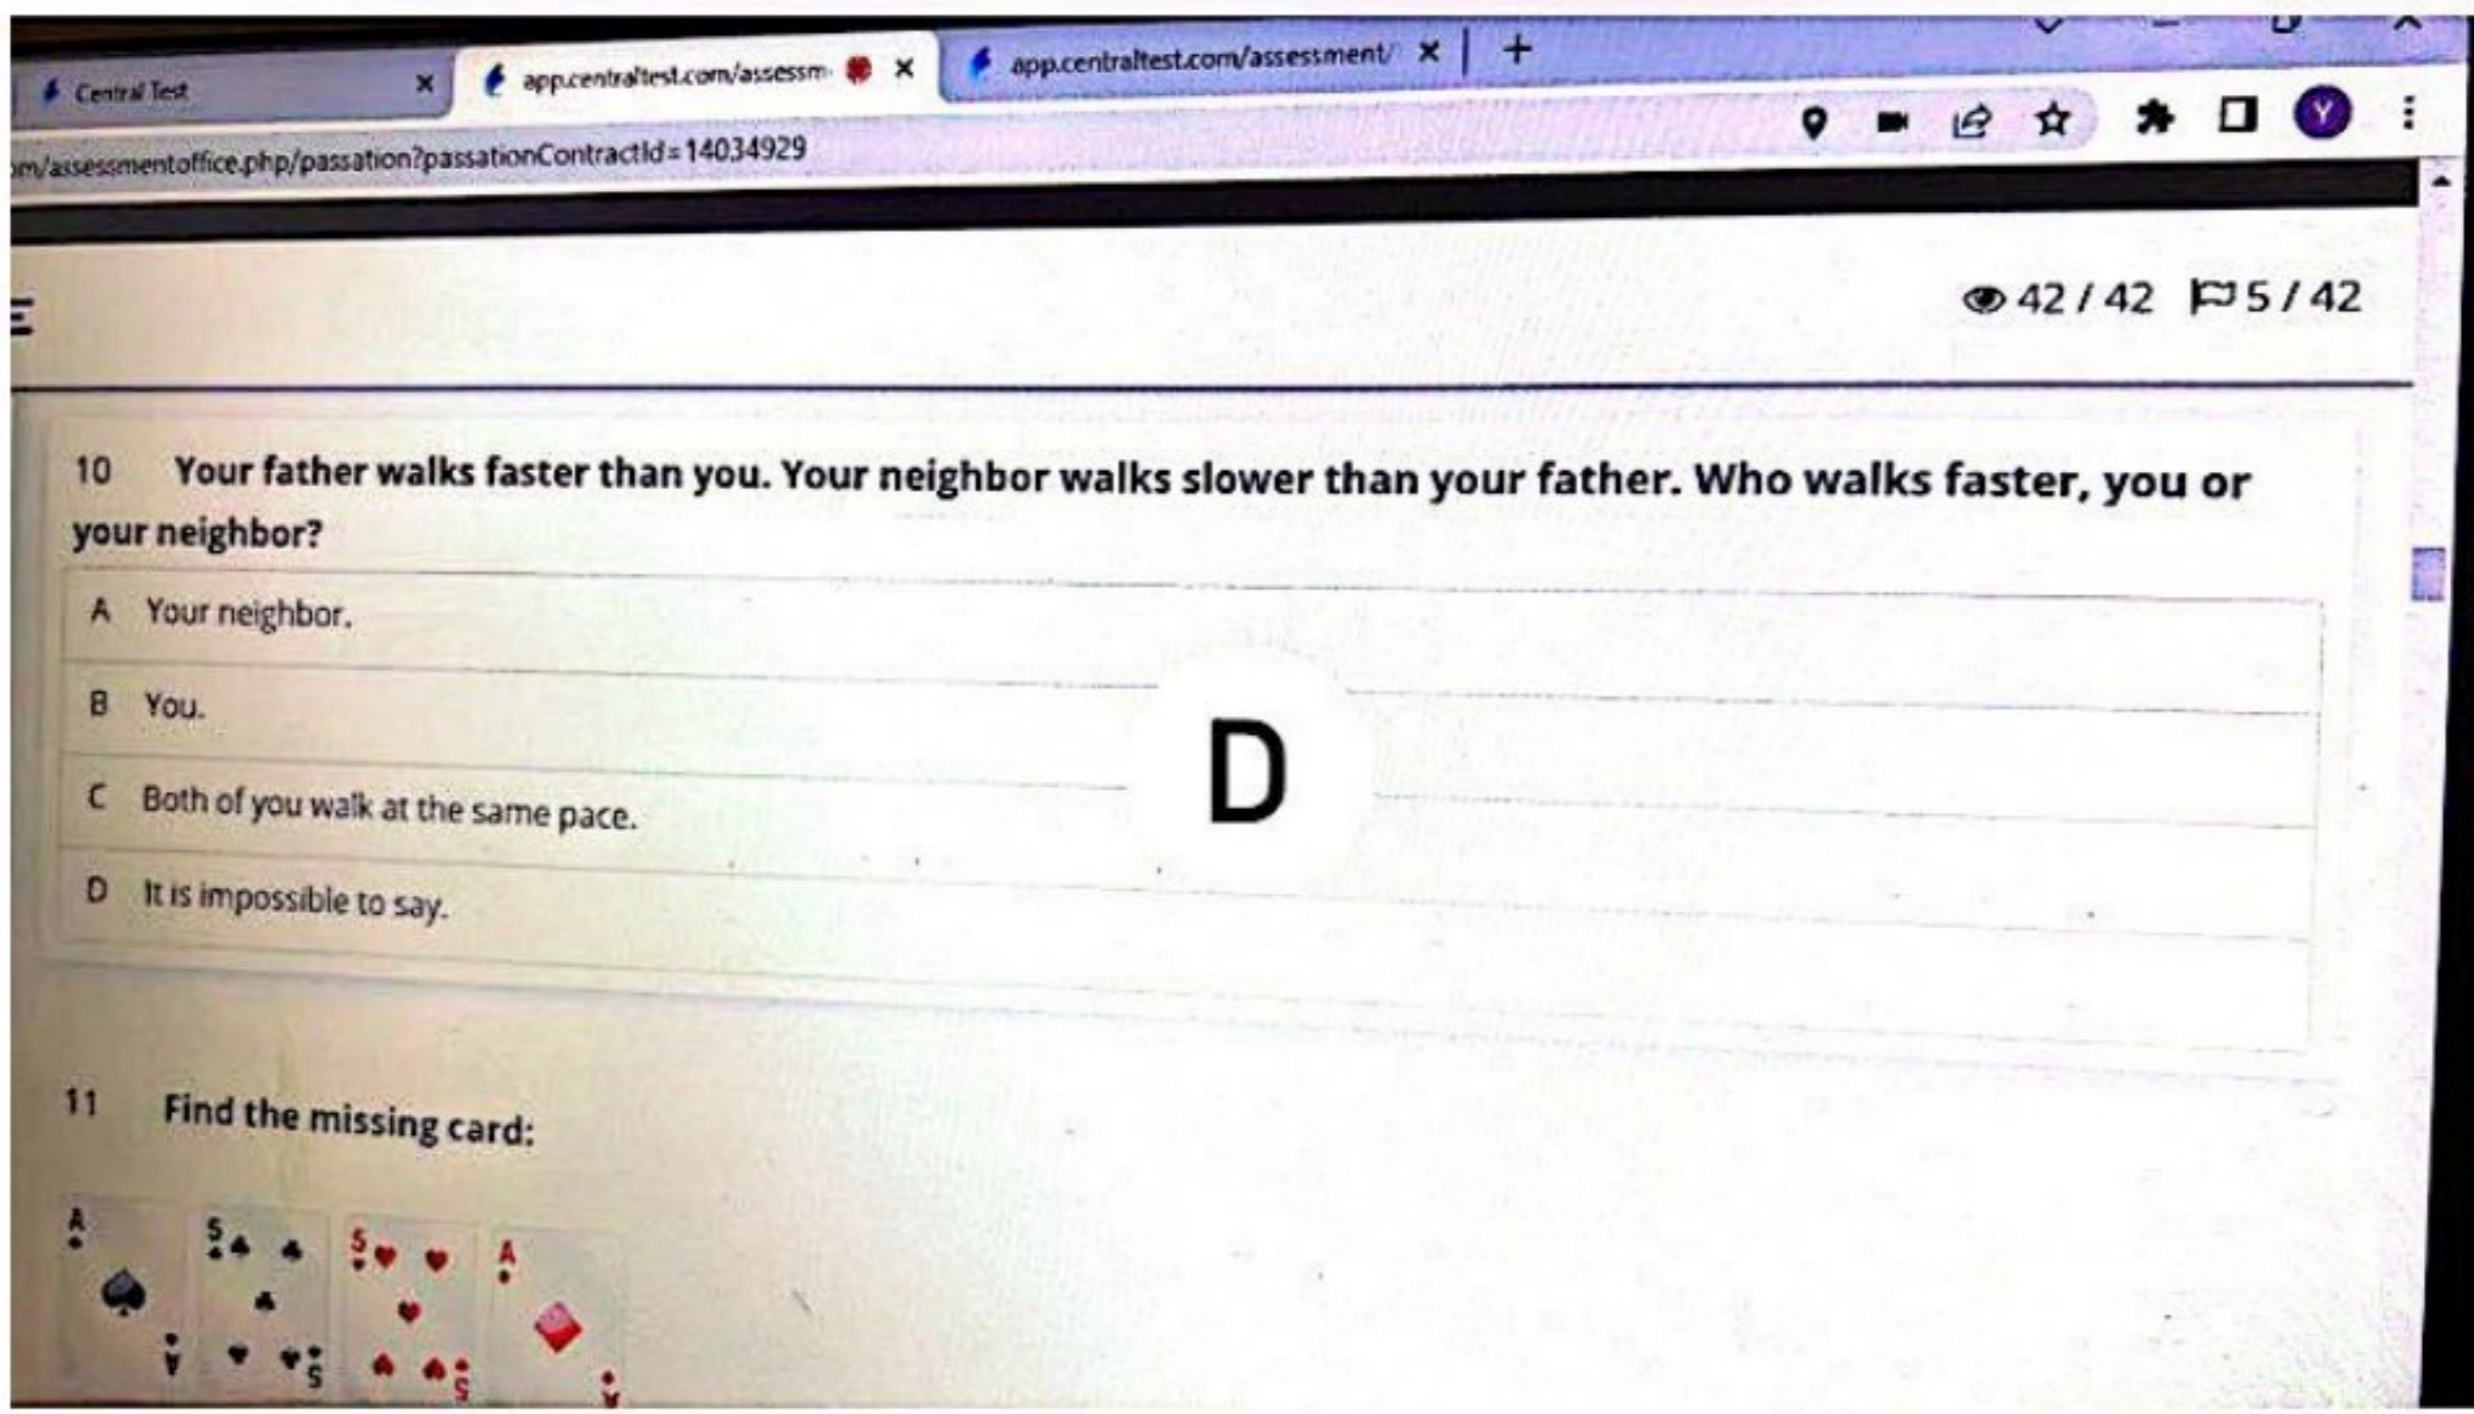 Central Test
app.centraltest.com/assessm
app.centraltest.com/assessment/
Y
om/assessmentoffice.php/passation?passationContractId=14034929
42 / 42 5 / 42
10 Your father walks faster than you. Your neighbor walks slower than your father. Who walks faster, you or
your neighbor?
A Your neighbor.
B You.
C Both of you walk at the same pace.
D It is impossible to say.
D
11 Find the missing card:
A 5 5 A
A 5 5 A